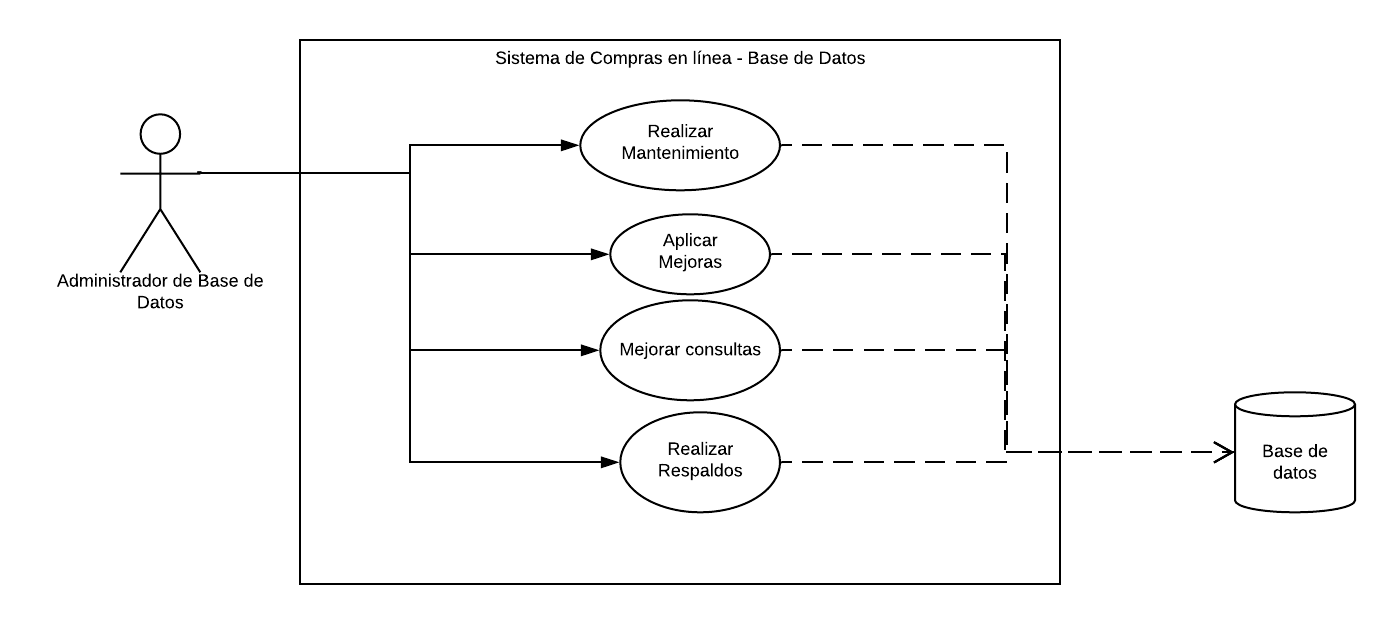 Sistema de Compras en línea - Base de Datos
Realizar
Mantenimiento
Aplicar
Mejoras
Administrador de Base de
Datos
Mejorar consultas
Realizar
Respaldos
Base de
datos